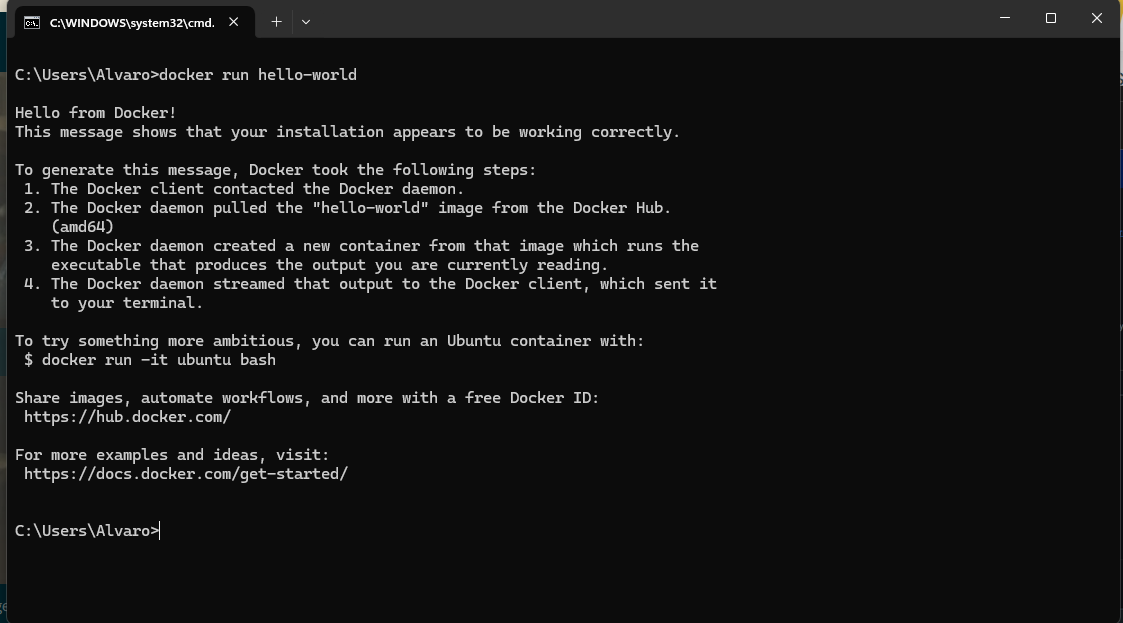 C:\WINDOWS\system32\cmd.
C:\Users\Alvaro>docker run hello-world
Hello from Docker!
This message shows that your installation appears to be working correctly.
To generate this message, Docker took the following steps:
1. The Docker client contacted the Docker daemon.
2. The Docker daemon pulled the "hello-world" image from the Docker Hub.
(amd64)
3. The Docker daemon created a new container from that image which runs the
executable that produces the output you are currently reading.
4. The Docker daemon streamed that output to the Docker client, which sent it
to your terminal.
To try something more ambitious, you can run an Ubuntu container with:
$ docker run -it ubuntu bash
Share images, automate workflows, and more with a free Docker ID:
https://hub.docker.com/
For more examples and ideas, visit:
https://docs.docker.com/get-started/
C:\Users\Alvaro>